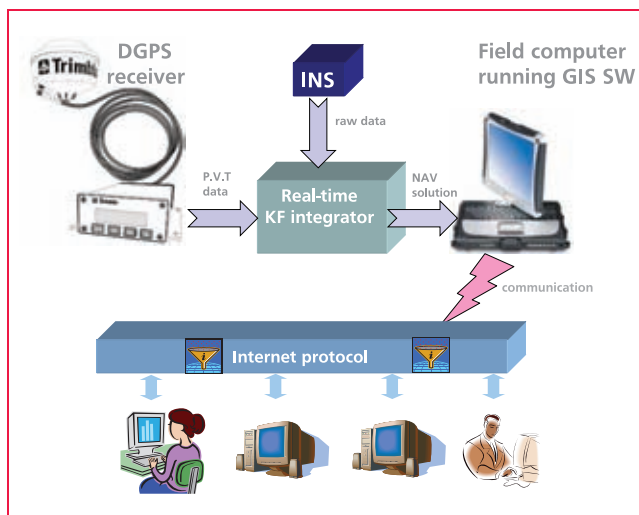 DGPS
receiver
Trimble
INS
Field computer
running GIS SW
raw data
P.V.T
data
Real-time
KF integrator
NAV
solution
communication
Internet protocol
i
i